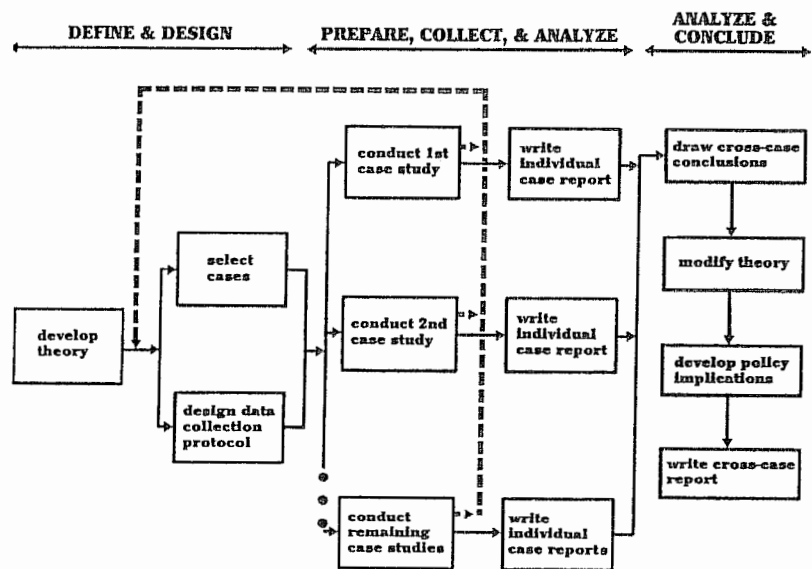 DEFINE & DESIGN
PREPARE, COLLECT, & ANALYZE
ANALYZE &
CONCLUDE
develop
theory
select
cases
design data
collection
protocol
conduct 1st
case study
write
individual
case report
conduct 2nd
case study
write
individual
case report
conduct
remaining
case studies
write
individual
case reports
draw cross-case
conclusions
modify theory
develop policy
implications
write cross-case
report